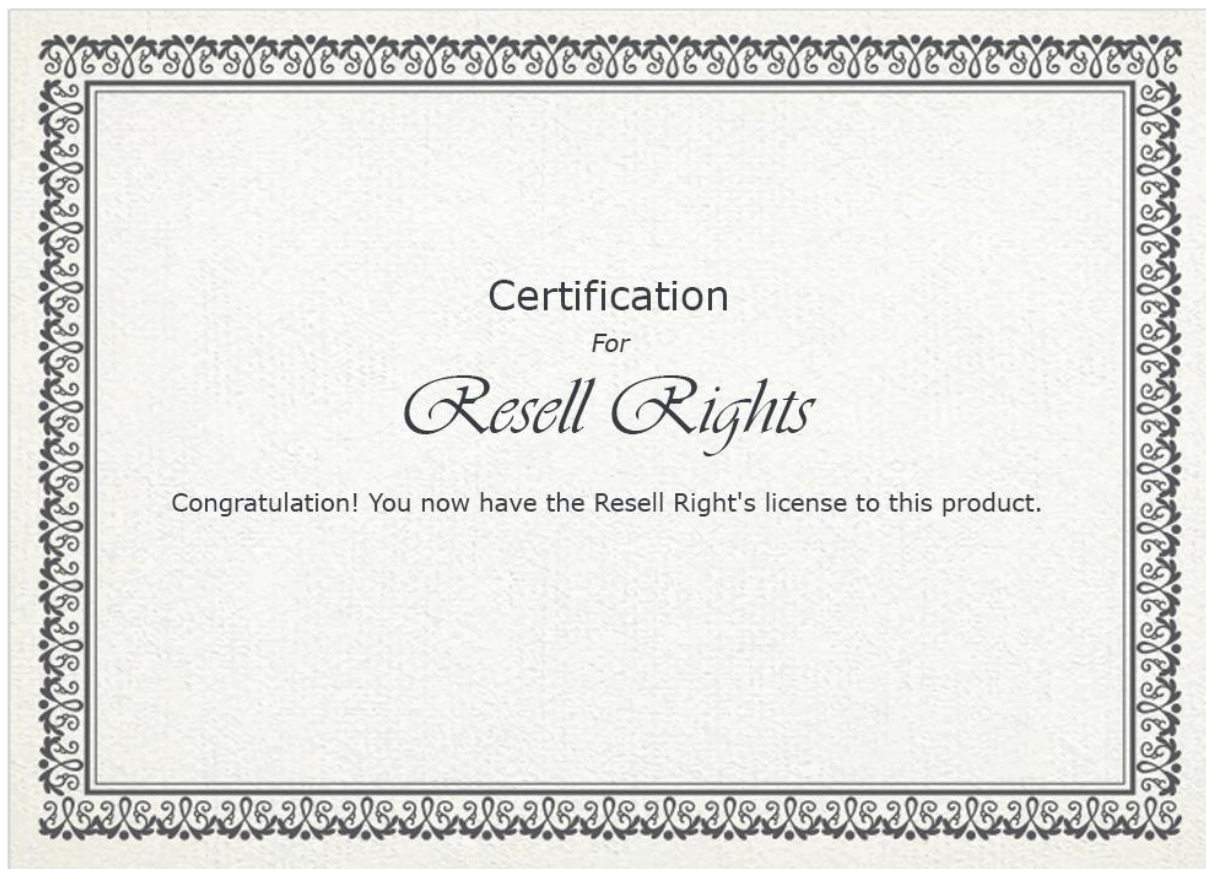 Certification
For
Resell Rights
Congratulation! You now have the Resell Right's license to this product.